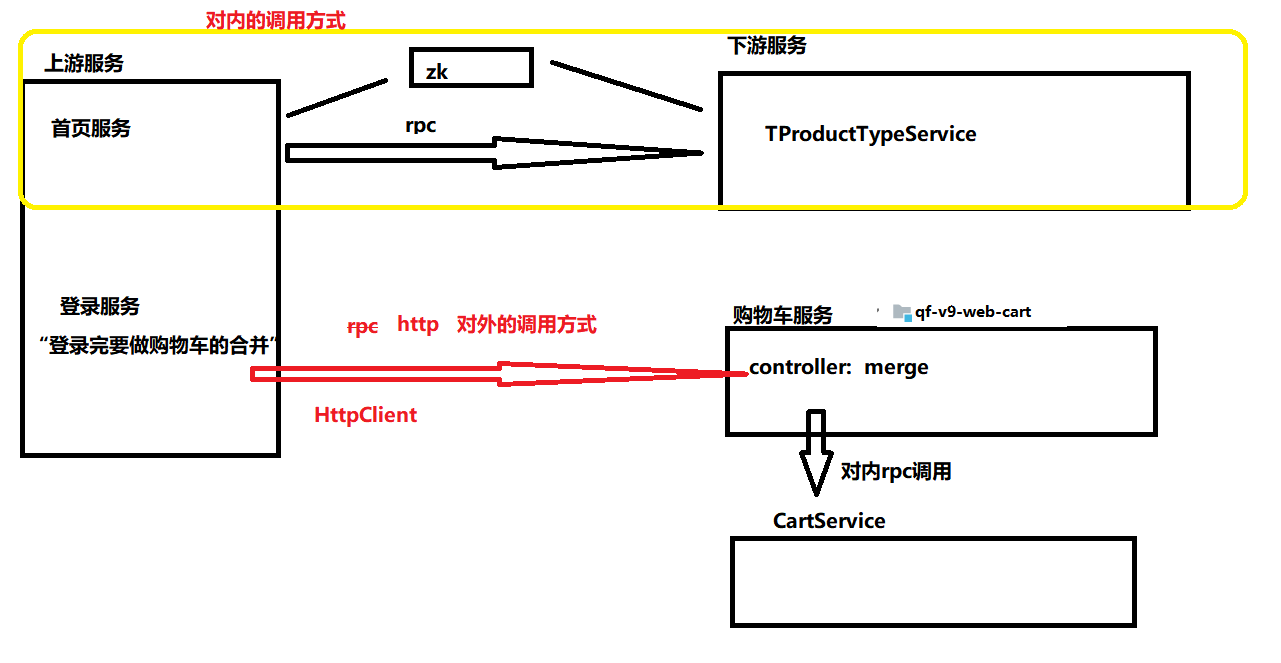 对内的调用方式
上游服务
zk
下游服务
首页服务
rpc
TProductTypeService
登录服务
“登录完要做购物车的合并”
rpc http 对外的调用方式
HttpClient
购物车服务
qf-v9-web-cart
controller: merge
对内rpc调用
CartService